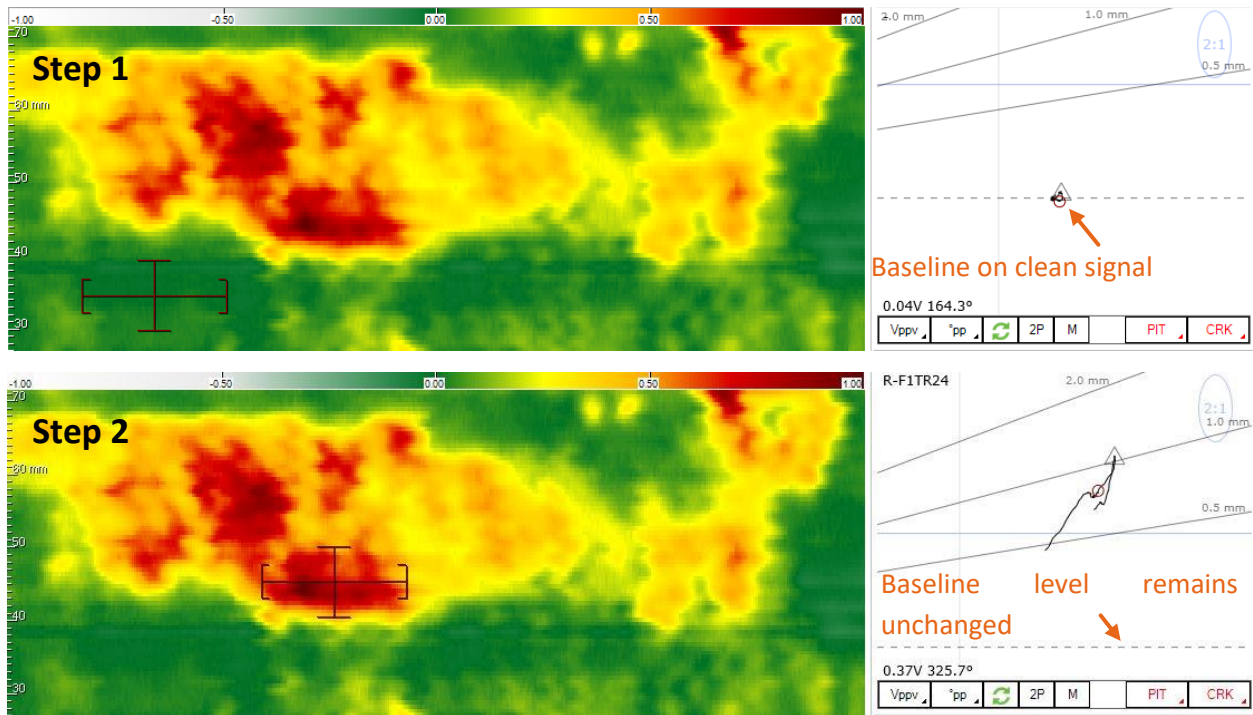 -1.00 -0.50 0.00 0.50 1.00
70
Step 1
60 mm
50
40
30
2.0 mm
1.0 mm
2:1
0.5 mm
Baseline on clean signal
0.04V 164.3º
Vppv °pp 2P M PIT CRK
-1.00 -0.50 0.00 0.50 1.00
70
Step 2
60 mm
50
40
30
R-F1TR24
2.0 mm
2:1
1.0 mm
0.5 mm
Baseline level remains
unchanged
0.37V 325.7º
Vppv °pp 2P M PIT CRK